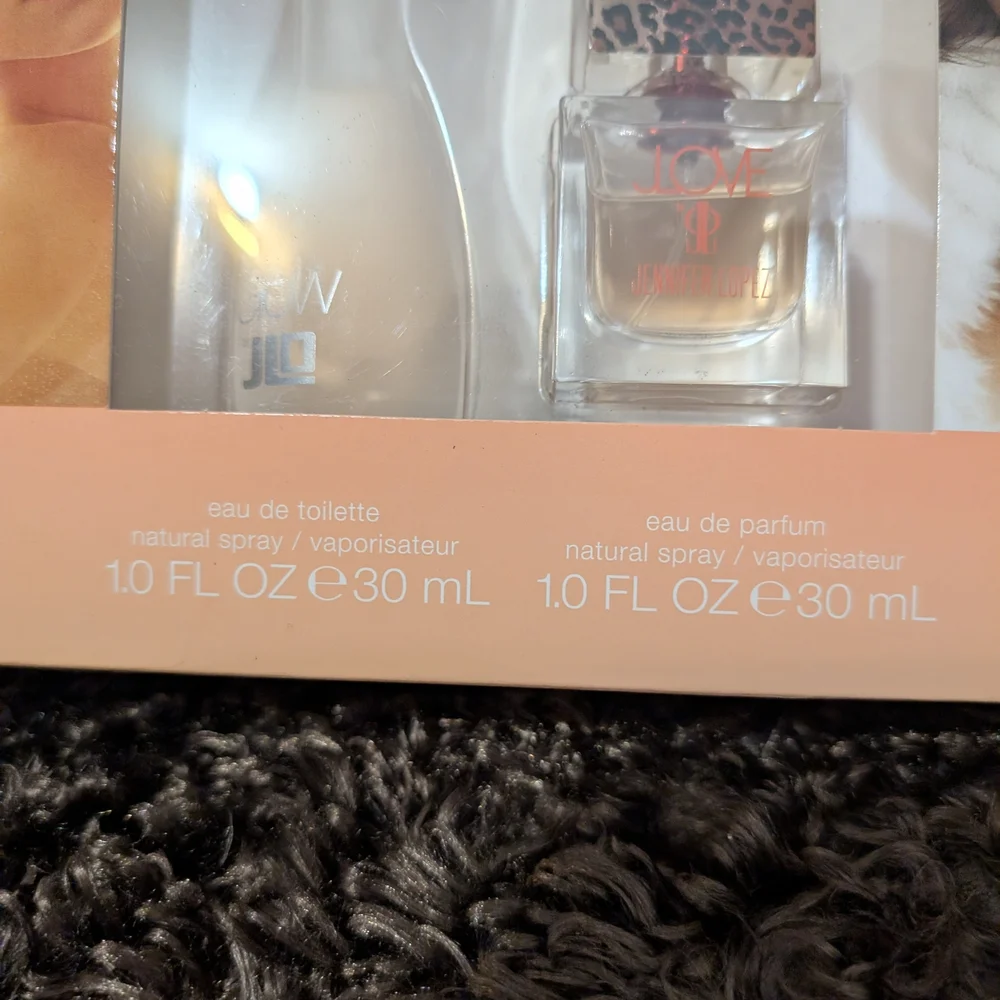 JLO
JLOVE
JENNIFER LOPEZ
eau de toilette
natural spray / vaporisateur
1.0 FL OZ ℮ 30 mL
eau de parfum
natural spray / vaporisateur
1.0 FL OZ ℮ 30 mL